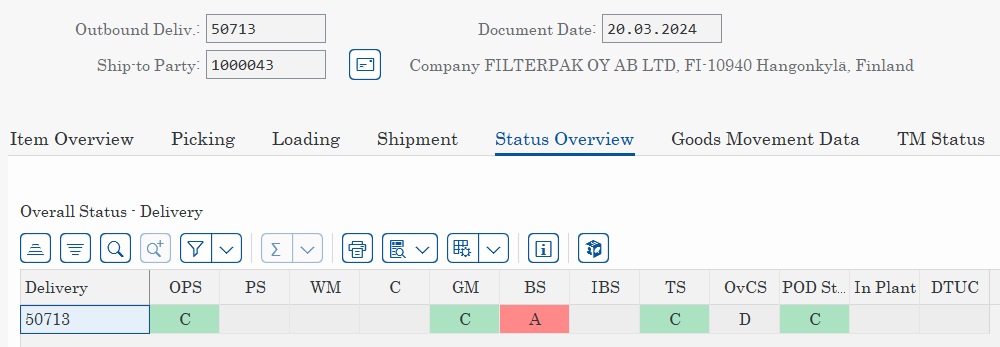 Outbound Deliv.: 50713 Document Date: 20.03.2024
Ship-to Party: 1000043 Company FILTERPAK OY AB LTD, FI-10940 Hangonkylä, Finland
Item Overview Picking Loading Shipment Status Overview Goods Movement Data TM Status
Overall Status - Delivery
Delivery OPS PS WM C GM BS IBS TS OvCS POD St... In Plant DTUC
50713 C C A C D C